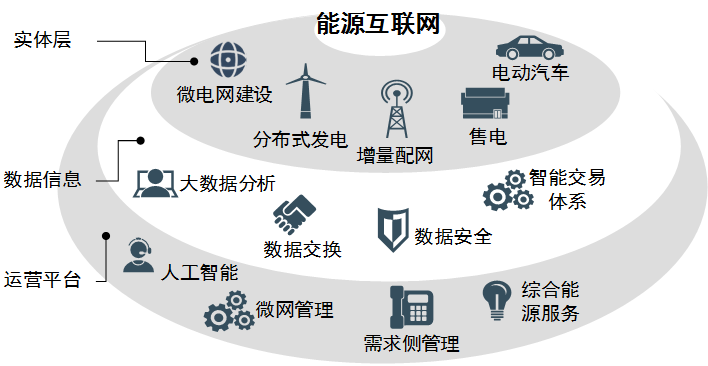 能源互联网
实体层
微电网建设
分布式发电
增量配网
售电
电动汽车
数据信息
大数据分析
数据交换
数据安全
智能交易
体系
运营平台
人工智能
微网管理
需求侧管理
综合能
源服务